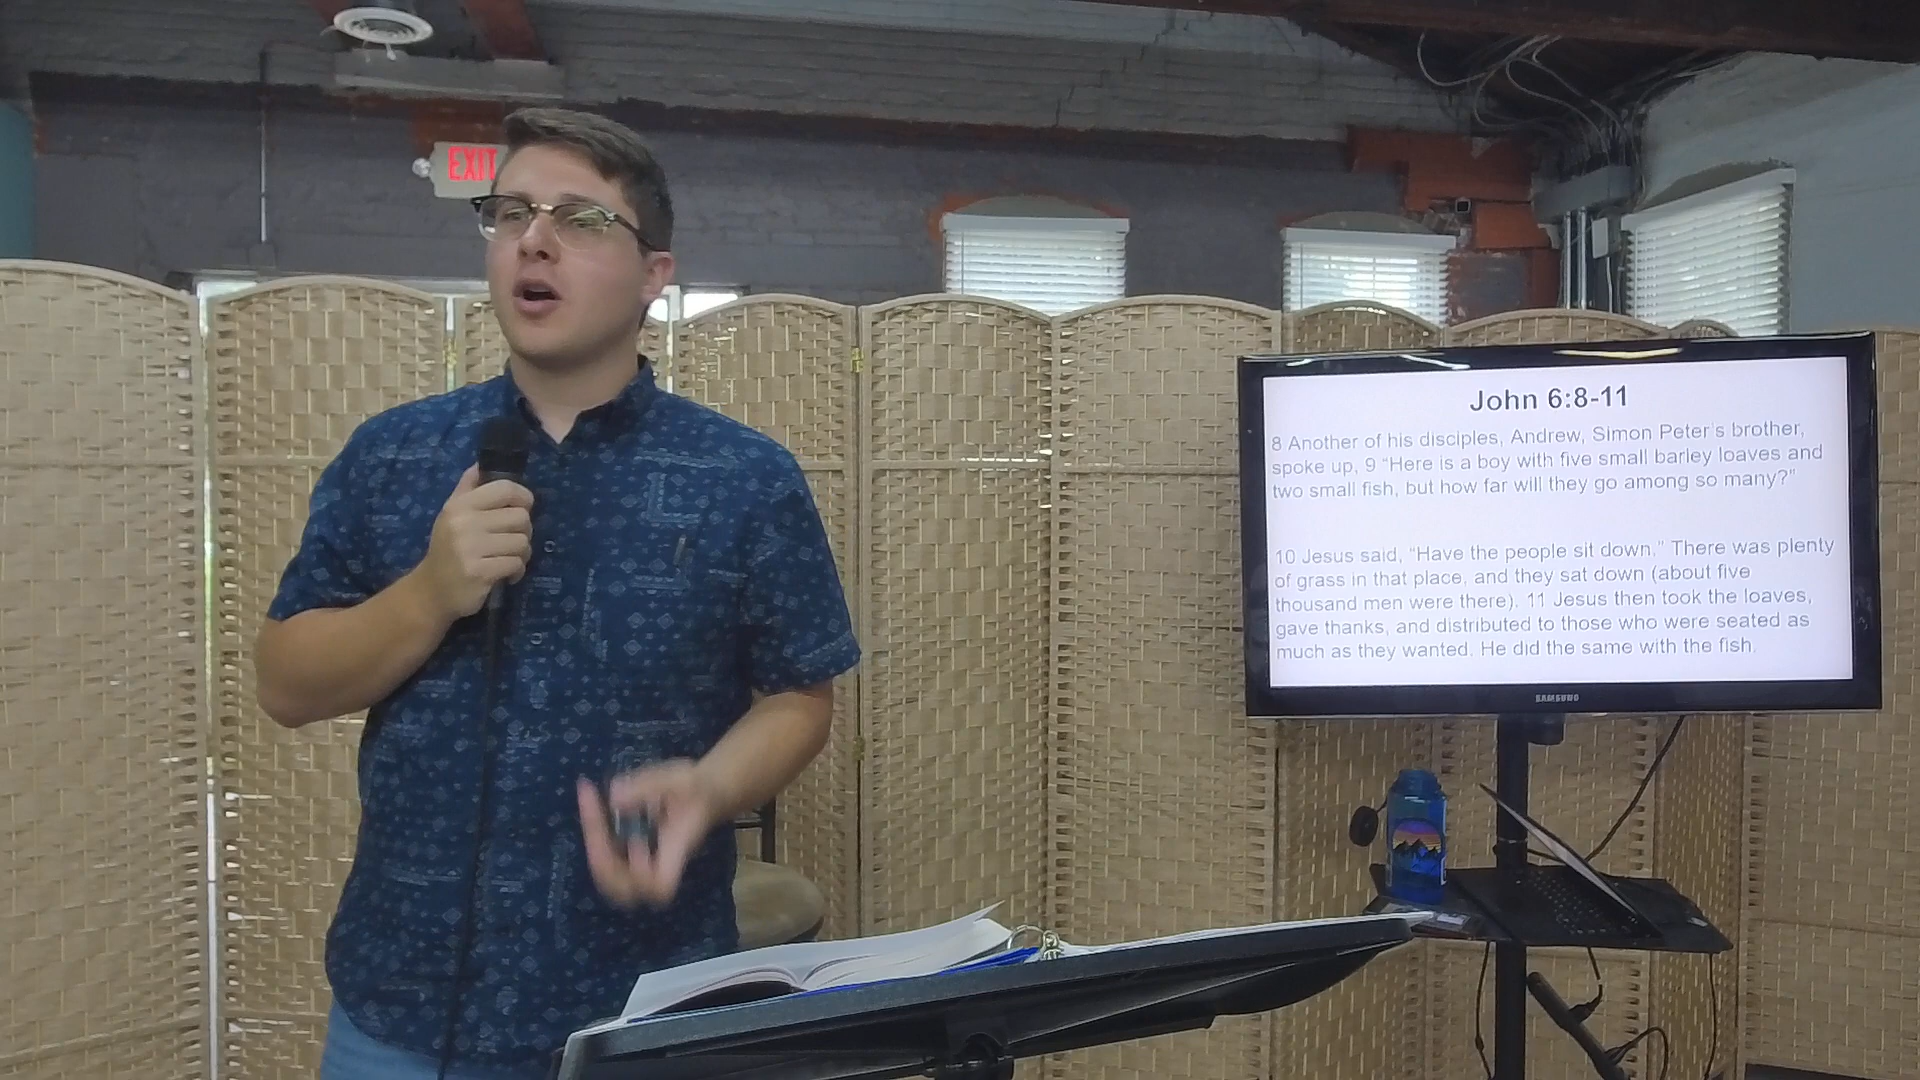 EXIT
John 6:8-11
8 Another of his disciples, Andrew, Simon Peter's brother,
spoke up, 9 “Here is a boy with five small barley loaves and
two small fish, but how far will they go among so many?”
10 Jesus said, “Have the people sit down.” There was plenty
of grass in that place, and they sat down (about five
thousand men were there). 11 Jesus then took the loaves,
gave thanks, and distributed to those who were seated as
much as they wanted. He did the same with the fish.
SAMSUNG